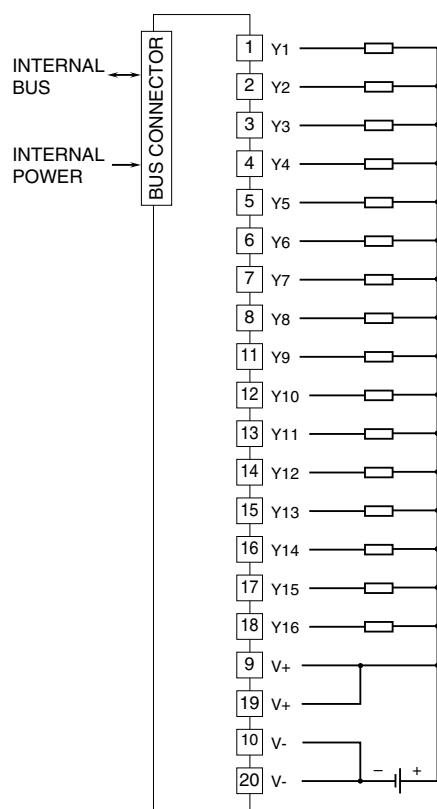 INTERNAL
BUS
INTERNAL
POWER
BUS CONNECTOR
1 Y1
2 Y2
3 Y3
4 Y4
5 Y5
6 Y6
7 Y7
8 Y8
11 Y9
12 Y10
13 Y11
14 Y12
15 Y13
16 Y14
17 Y15
18 Y16
9 V+
19 V+
10 V-
20 V- – +